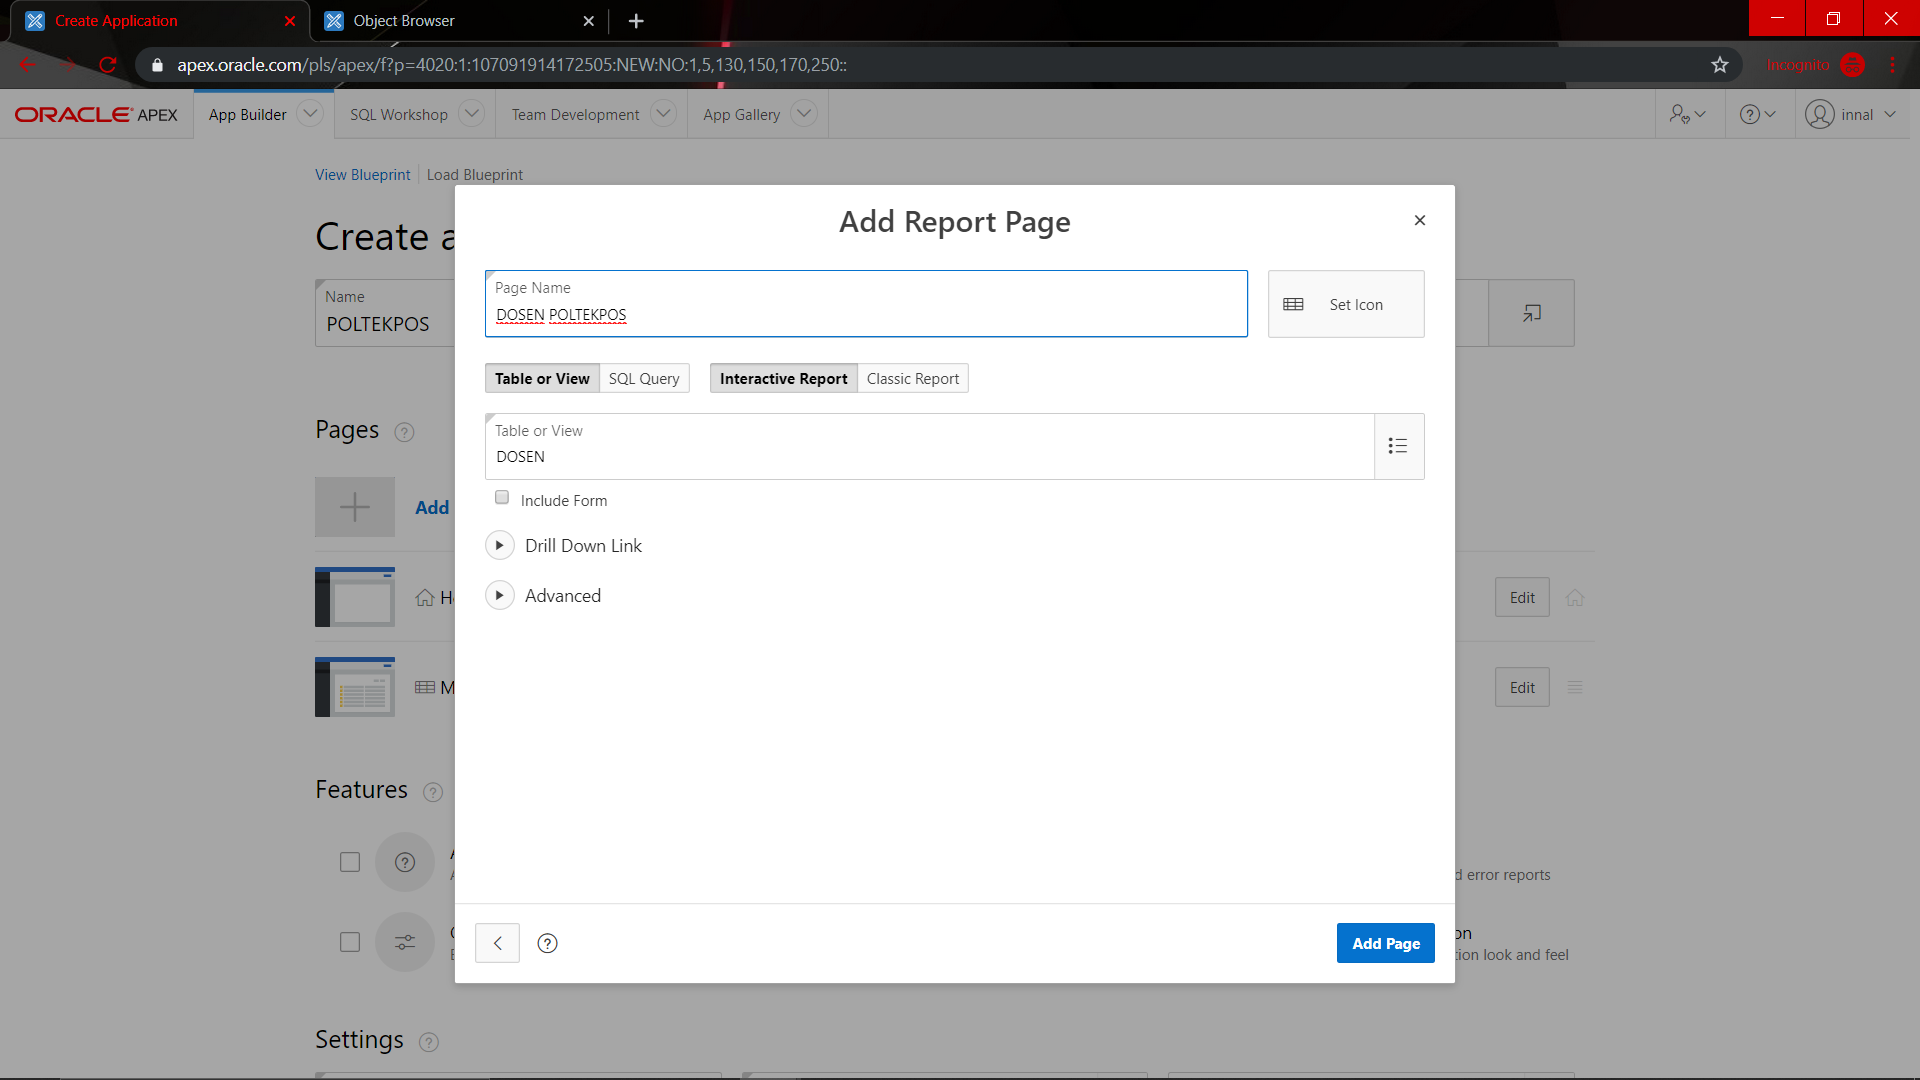 Create Application
Object Browser
apex.oracle.com/pls/apex/f?p=4020:1:107091914172505:NEW:NO:1,5,130,150,170,250::
Incognito
ORACLE APEX
App Builder
SQL Workshop
Team Development
App Gallery
innal
View Blueprint
Load Blueprint
Create a
Add Report Page
Name
POLTEKPOS
Page Name
DOSEN POLTEKPOS
Set Icon
Table or View
SQL Query
Interactive Report
Classic Report
Pages
Table or View
DOSEN
Include Form
Add
Drill Down Link
Advanced
H
Edit
M
Edit
Features
d error reports
on
ion look and feel
Add Page
Settings